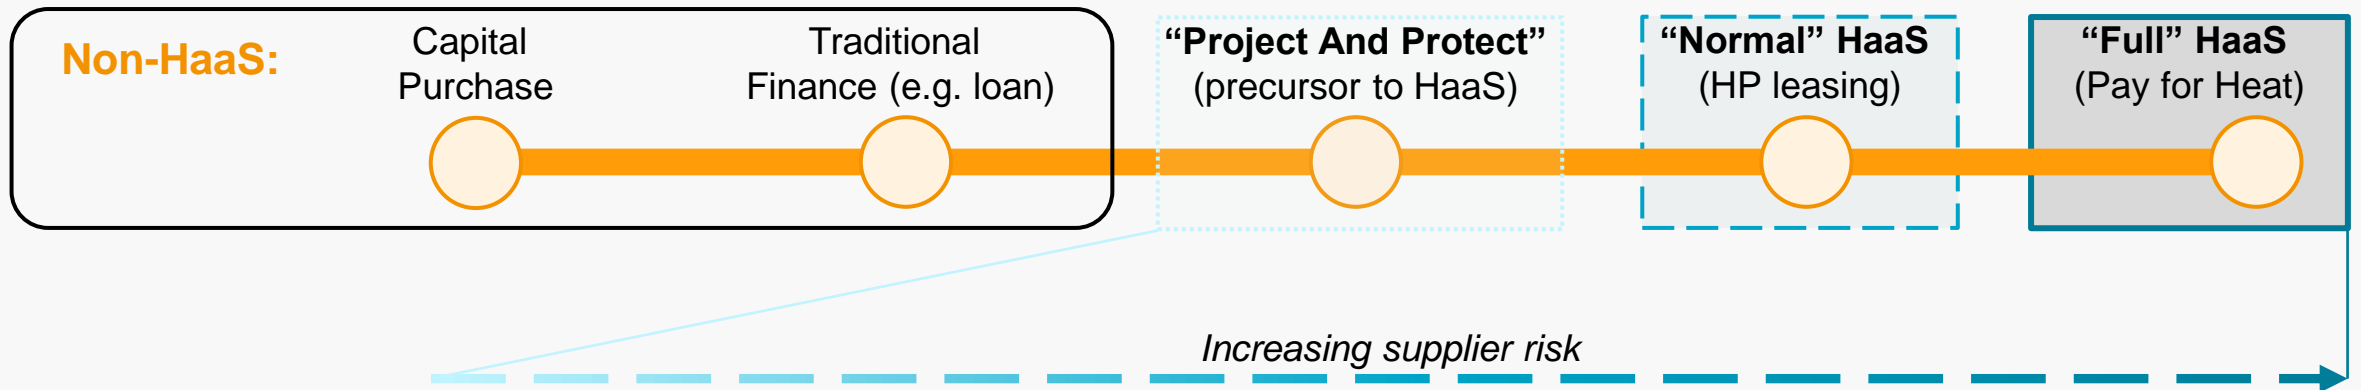 Non-HaaS:
Capital
Purchase
Traditional
Finance (e.g. loan)
“Project And Protect”
(precursor to HaaS)
“Normal” HaaS
(HP leasing)
“Full” HaaS
(Pay for Heat)
Increasing supplier risk